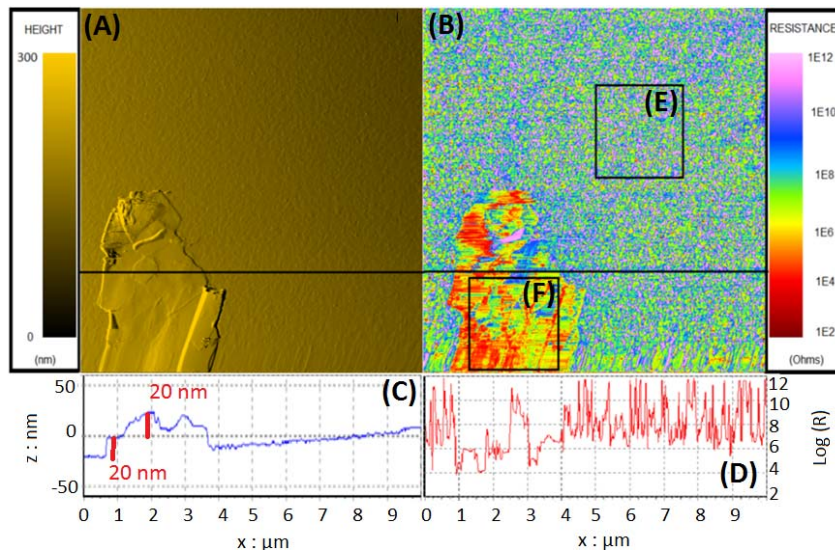 HEIGHT
300
0
(nm)
(A)
(B)
(E)
(F)
RESISTANCE
1E12
1E10
1E8
1E6
1E4
1E2
(Ohms)
50
0
-50
z : nm
20 nm
20 nm
(C)
0 1 2 3 4 5 6 7 8 9
x : µm
(D)
12
10
8
6
4
2
Log (R)
0 1 2 3 4 5 6 7 8 9
x : µm